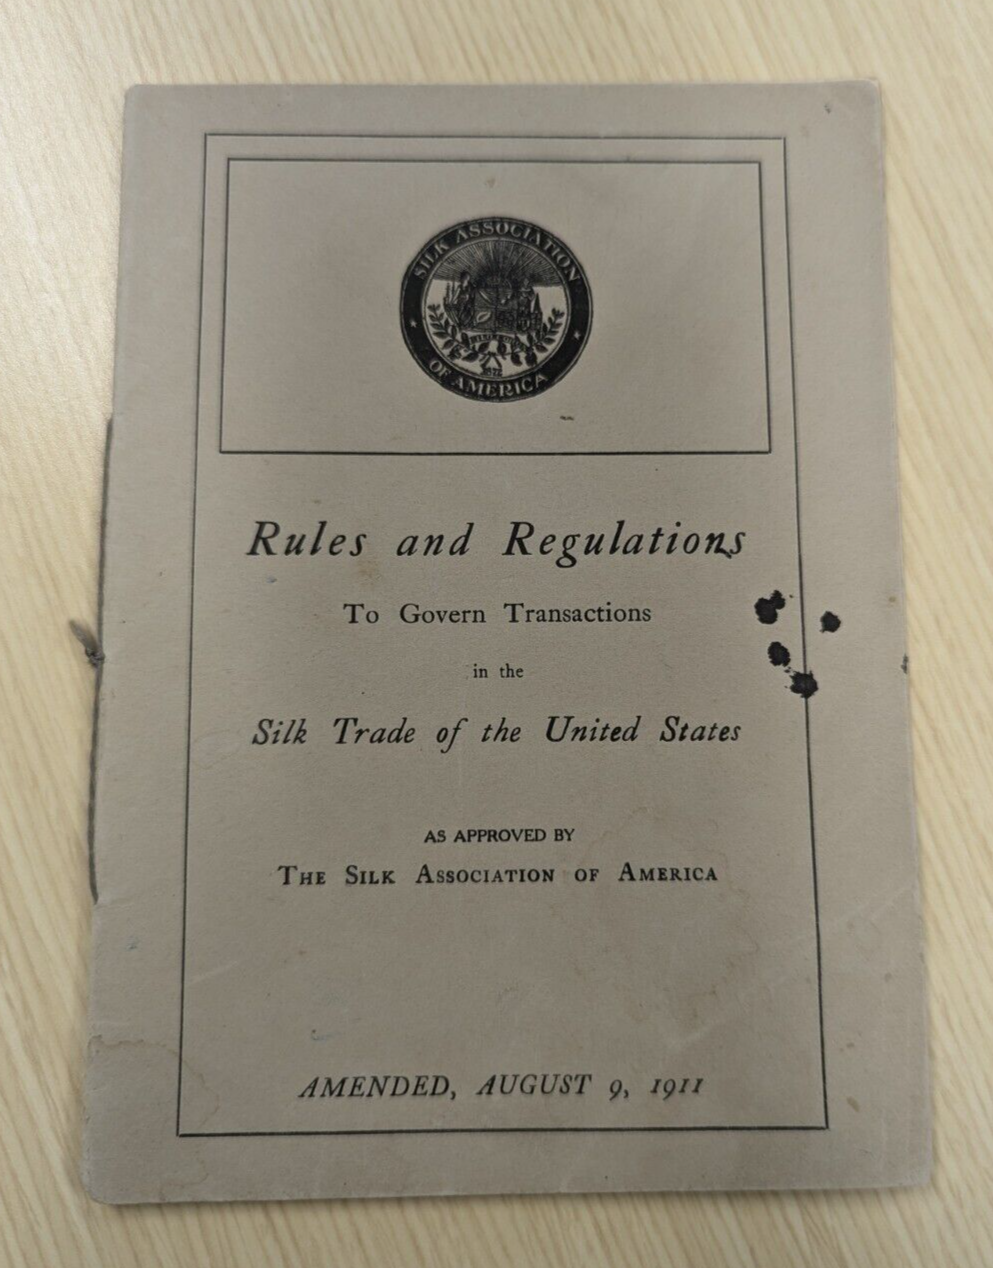 SILK ASSOCIATION
OF AMERICA
1872
Rules and Regulations
To Govern Transactions
in the
Silk Trade of the United States
AS APPROVED BY
THE SILK ASSOCIATION OF AMERICA
AMENDED, AUGUST 9, 1911